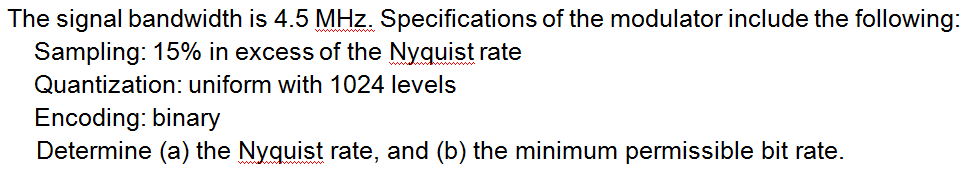 The signal bandwidth is 4.5 MHz. Specifications of the modulator include the following:
Sampling: 15% in excess of the Nyquist rate
Quantization: uniform with 1024 levels
Encoding: binary
Determine (a) the Nyquist rate, and (b) the minimum permissible bit rate.